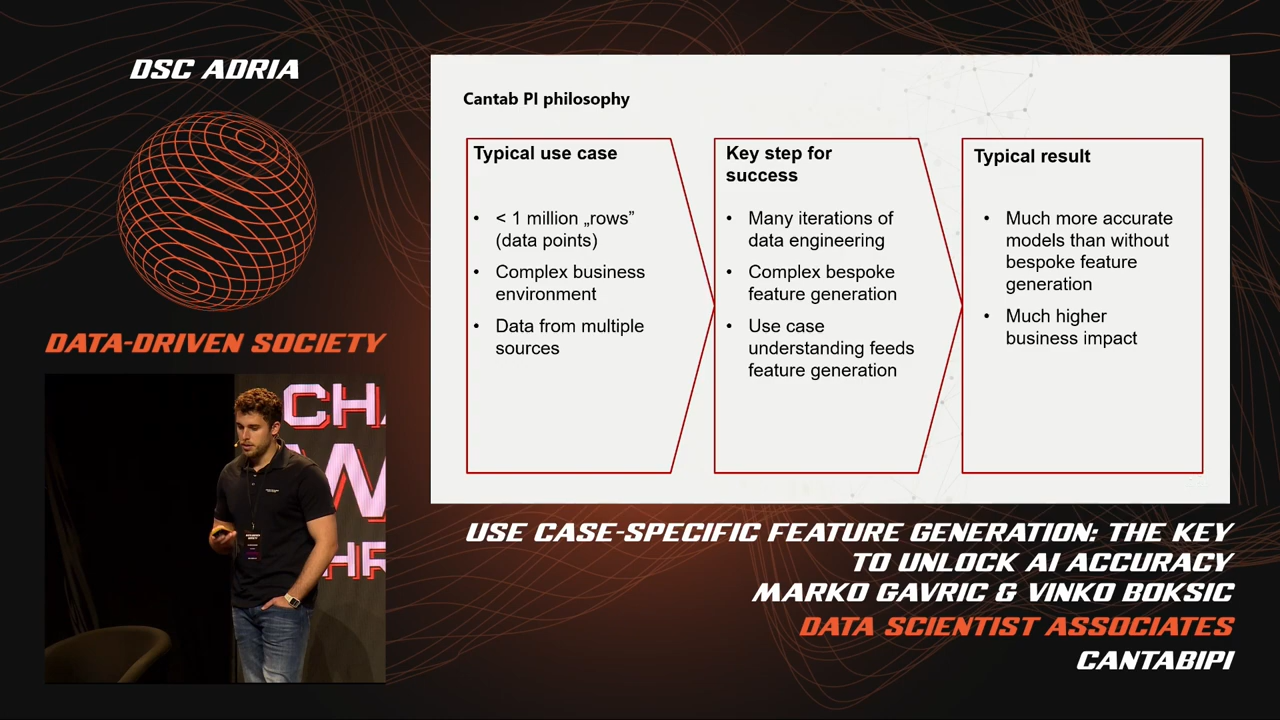 DSC ADRIA
DATA-DRIVEN SOCIETY
Cantab PI philosophy
Typical use case
• < 1 million „rows”
(data points)
• Complex business
environment
• Data from multiple
sources
Key step for
success
• Many iterations of
data engineering
• Complex bespoke
feature generation
• Use case
understanding feeds
feature generation
Typical result
• Much more accurate
models than without
bespoke feature
generation
• Much higher
business impact
CHA
W
HR
USE CASE-SPECIFIC FEATURE GENERATION: THE KEY
TO UNLOCK AI ACCURACY
MARKO GAVRIC & VINKO BOKSIC
DATA SCIENTIST ASSOCIATES
CANTABIPI